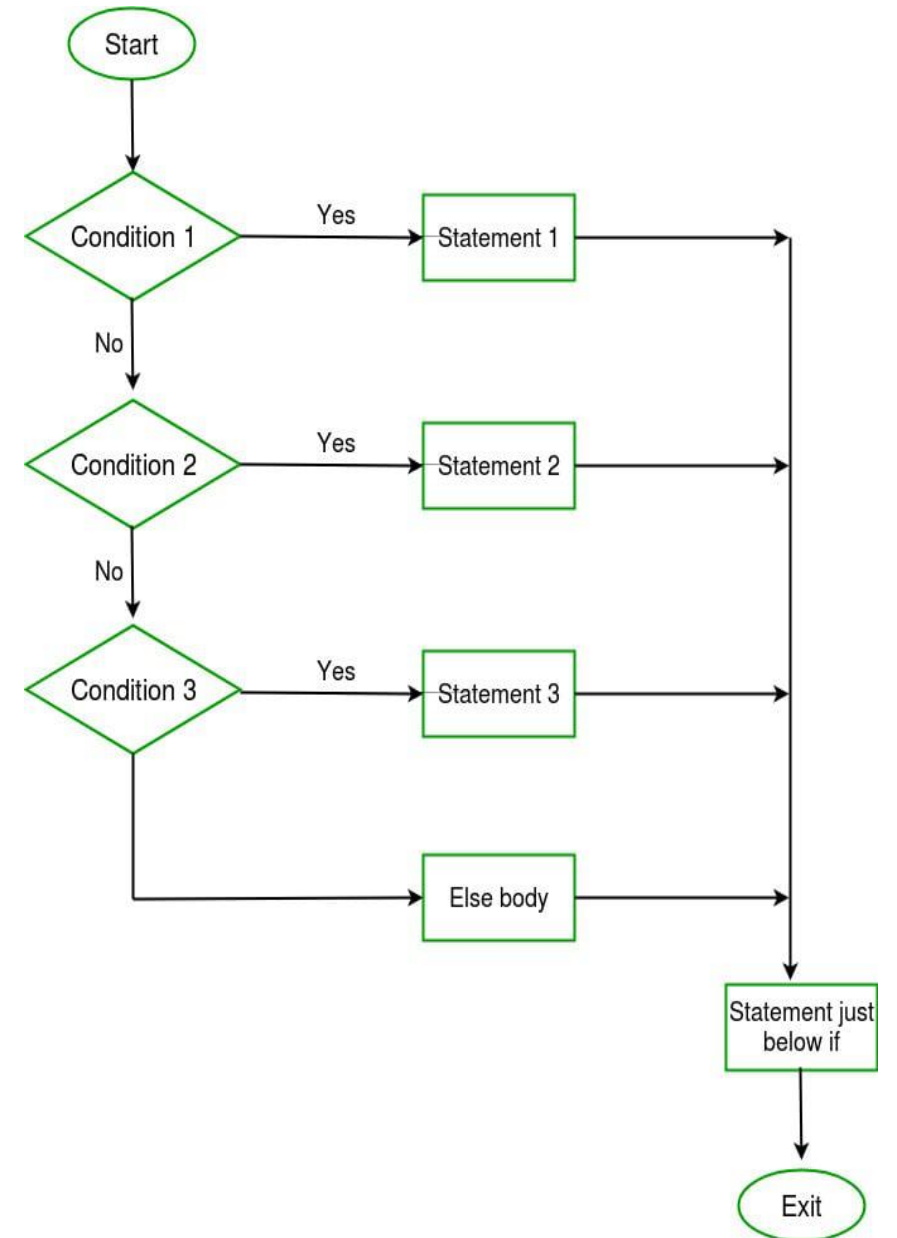 Start
Condition 1
Yes
Statement 1
No
Condition 2
Yes
Statement 2
No
Condition 3
Yes
Statement 3
Else body
Statement just
below if
Exit